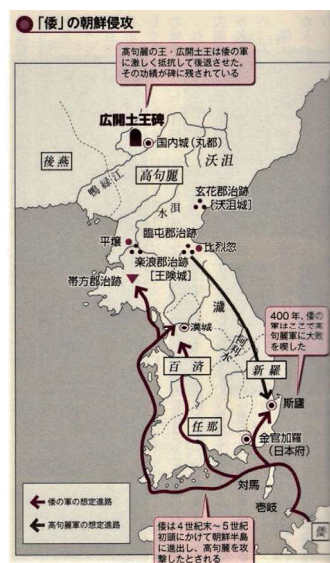 「倭」の朝鮮侵攻
高句麗の王・広開土王は倭の軍
に激しく抵抗して後退させた。
その功績が碑に残されている
広開土王碑
国内城(丸都)
後燕
鴨緑江
高句麗
沃沮
玄花郡治跡
[沃沮城]
水
臨屯郡治跡
平壌
比烈忽
楽浪郡治跡
[王険城]
帯方郡治跡
濊
漢城
400年、倭の
軍はここで高
句麗軍に大敗
を喫した
百済
新羅
斯盧
任那
金官加羅
(日本府)
対馬
壱岐
倭
倭の軍の想定進路
高句麗軍の想定進路
倭は4世紀末~5世紀
初頭にかけて朝鮮半島
に進出し、高句麗を攻
撃したとされる